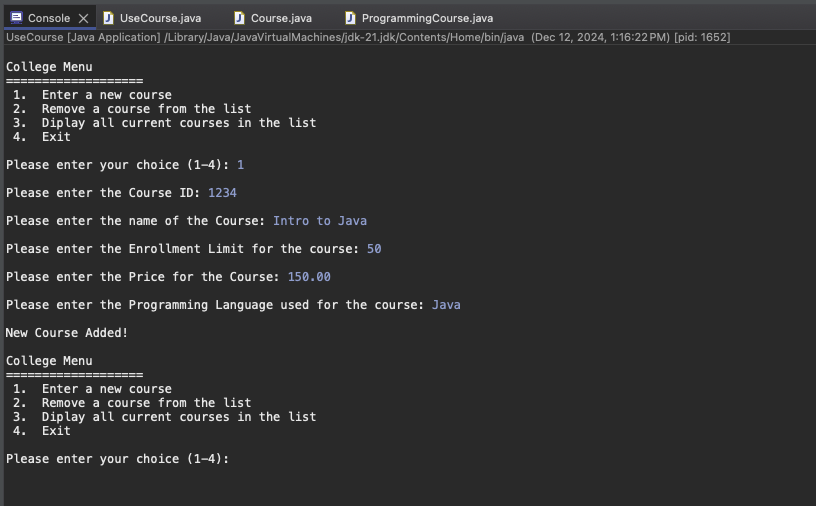 Console UseCourse.java Course.java ProgrammingCourse.java
UseCourse [Java Application] /Library/Java/JavaVirtualMachines/jdk-21.jdk/Contents/Home/bin/java (Dec 12, 2024, 1:16:22 PM) [pid: 1652]
College Menu
===================
1. Enter a new course
2. Remove a course from the list
3. Diplay all current courses in the list
4. Exit
Please enter your choice (1-4): 1
Please enter the Course ID: 1234
Please enter the name of the Course: Intro to Java
Please enter the Enrollment Limit for the course: 50
Please enter the Price for the Course: 150.00
Please enter the Programming Language used for the course: Java
New Course Added!
College Menu
===================
1. Enter a new course
2. Remove a course from the list
3. Diplay all current courses in the list
4. Exit
Please enter your choice (1-4):